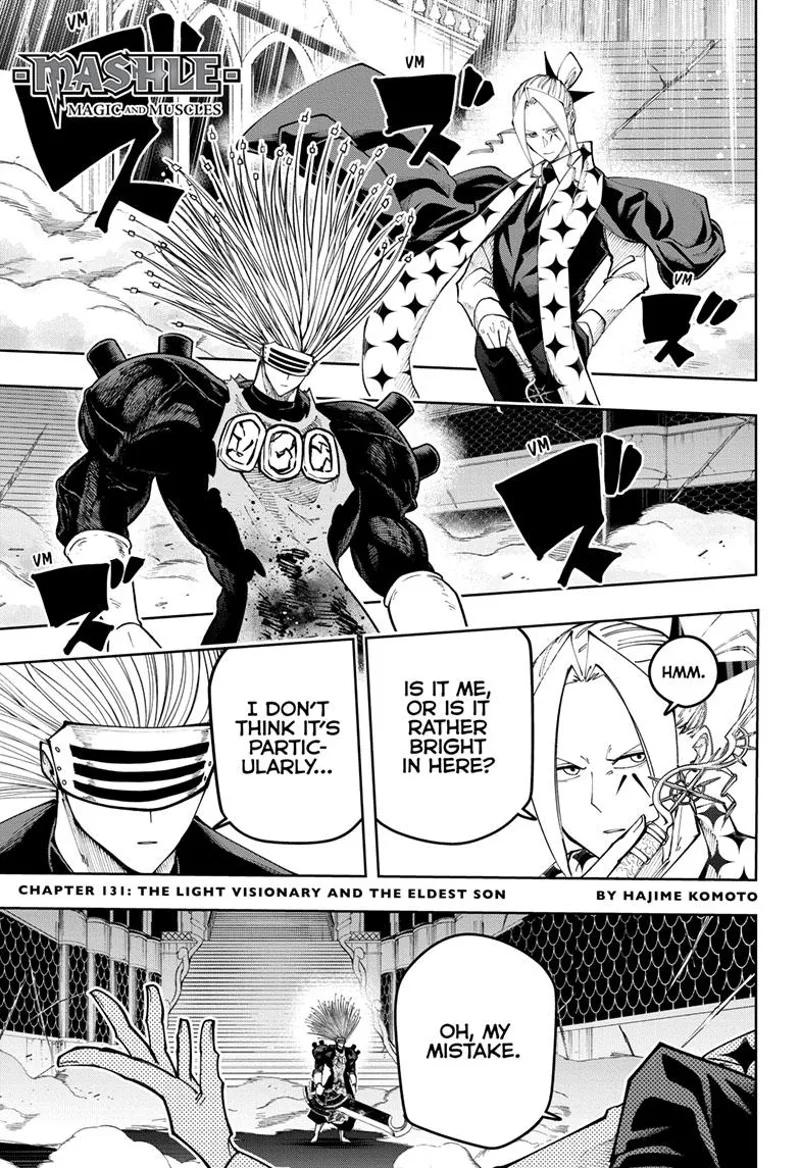 -MASHLE-
MAGIC AND MUSCLES
VM
VM
VM
VM
VM
VM
ズ
ズ
ズ
ズ
ズ
HMM.
IS IT ME,
OR IS IT
RATHER
BRIGHT
IN HERE?
I DON'T
THINK IT'S
PARTIC-
ULARLY...
CHAPTER 131: THE LIGHT VISIONARY AND THE ELDEST SON
BY HAJIME KOMOTO
OH, MY
MISTAKE.